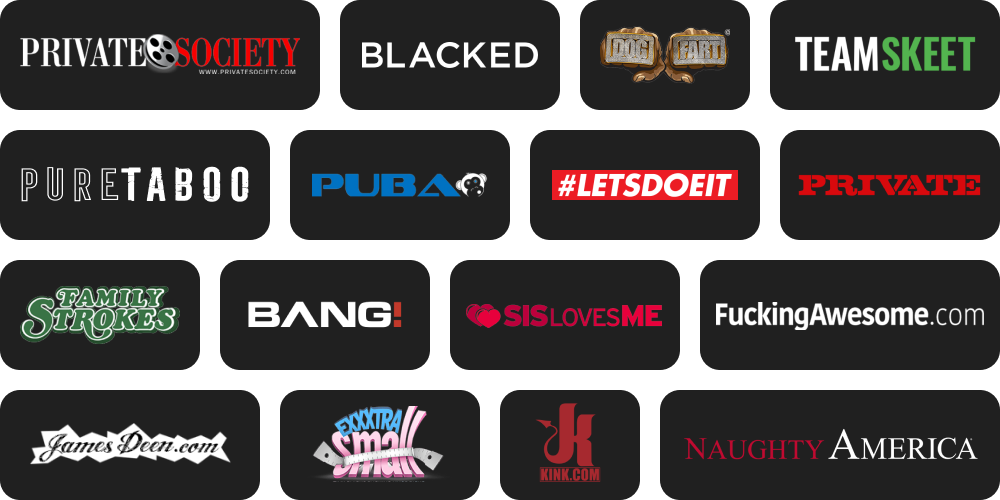 PRIVATE SOCIETY
WWW.PRIVATESOCIETY.COM
BLACKED
DOG FART
TEAMSKEET
PURETABOO
PUBA
#LETSDOEIT
PRIVATE
FAMILY
STROKES
BANG!
SISLOVESME
FuckingAwesome.com
JamesDeen.com
EXXXTRA
small
KINK.COM
NAUGHTY AMERICA